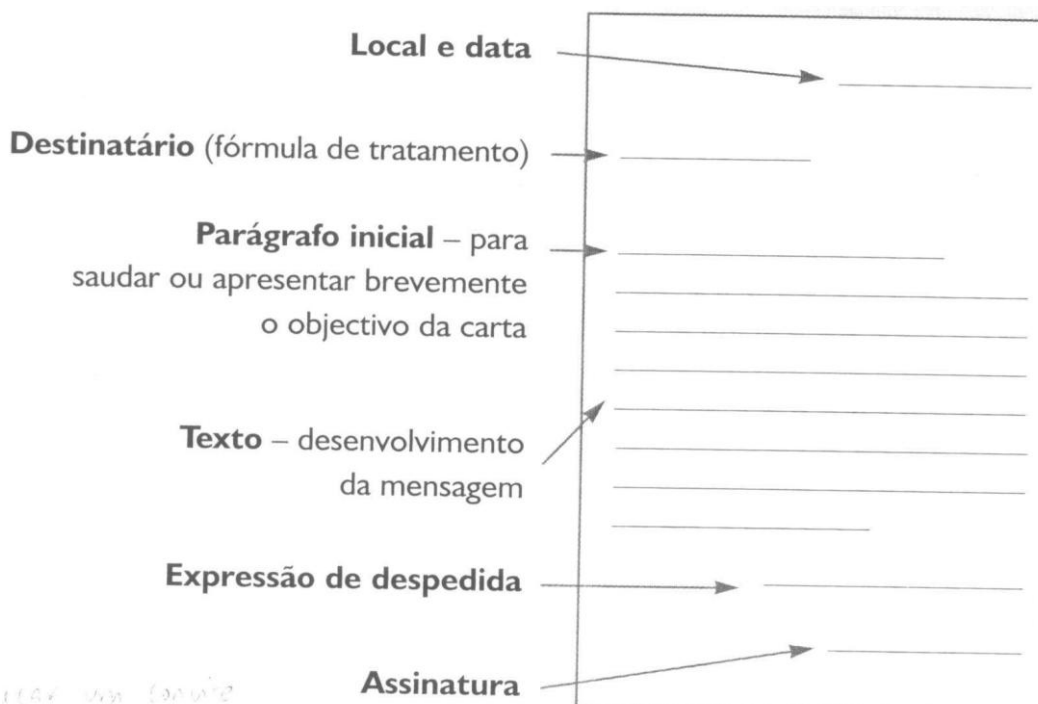 Local e data
Destinatário (fórmula de tratamento)
Parágrafo inicial – para
saudar ou apresentar brevemente
o objectivo da carta
Texto – desenvolvimento
da mensagem
Expressão de despedida
Assinatura
um